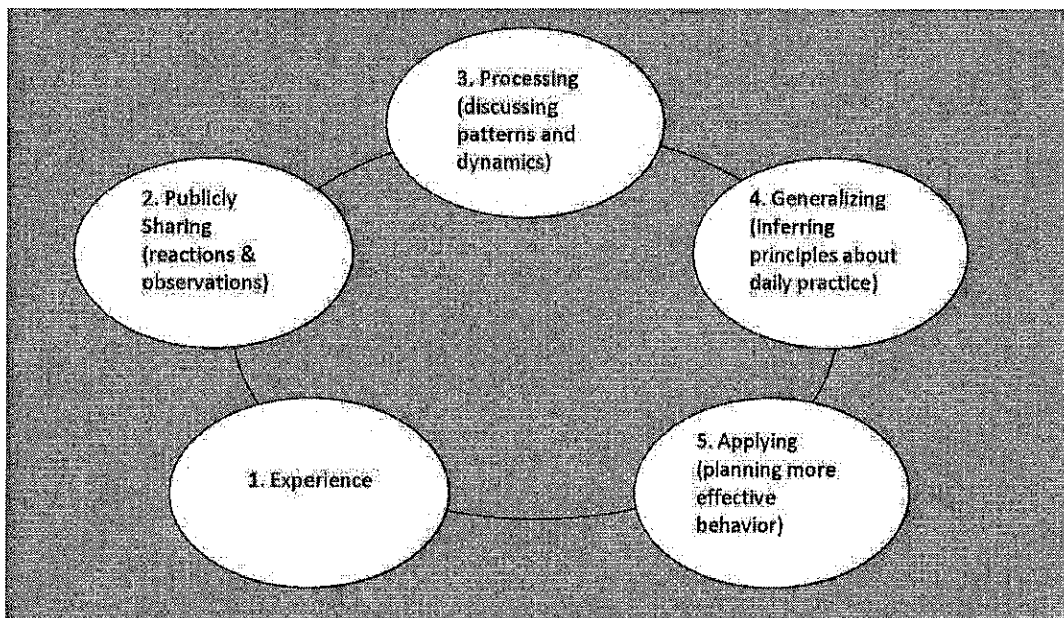 3. Processing
(discussing
patterns and
dynamics)
2. Publicly
Sharing
(reactions &
observations)
4. Generalizing
(inferring
principles about
daily practice)
1. Experience
5. Applying
(planning more
effective
behavior)